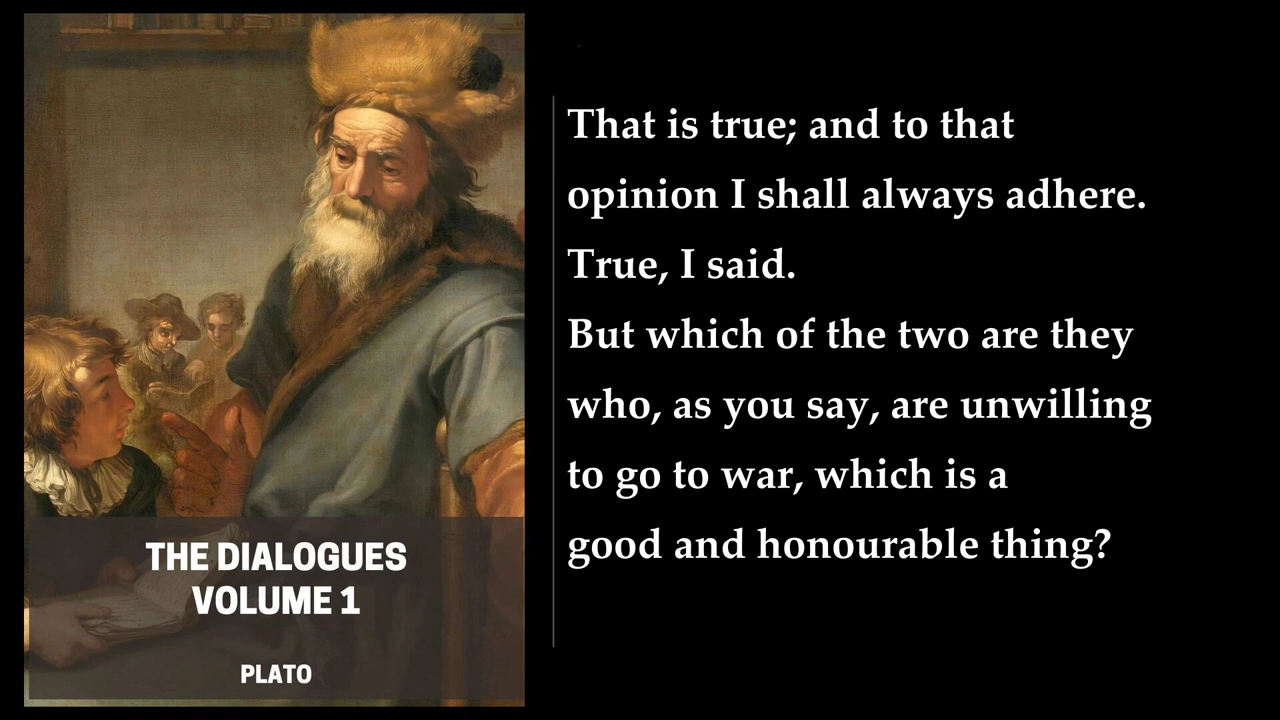 THE DIALOGUES
VOLUME 1
PLATO
That is true; and to that
opinion I shall always adhere.
True, I said.
But which of the two are they
who, as you say, are unwilling
to go to war, which is a
good and honourable thing?